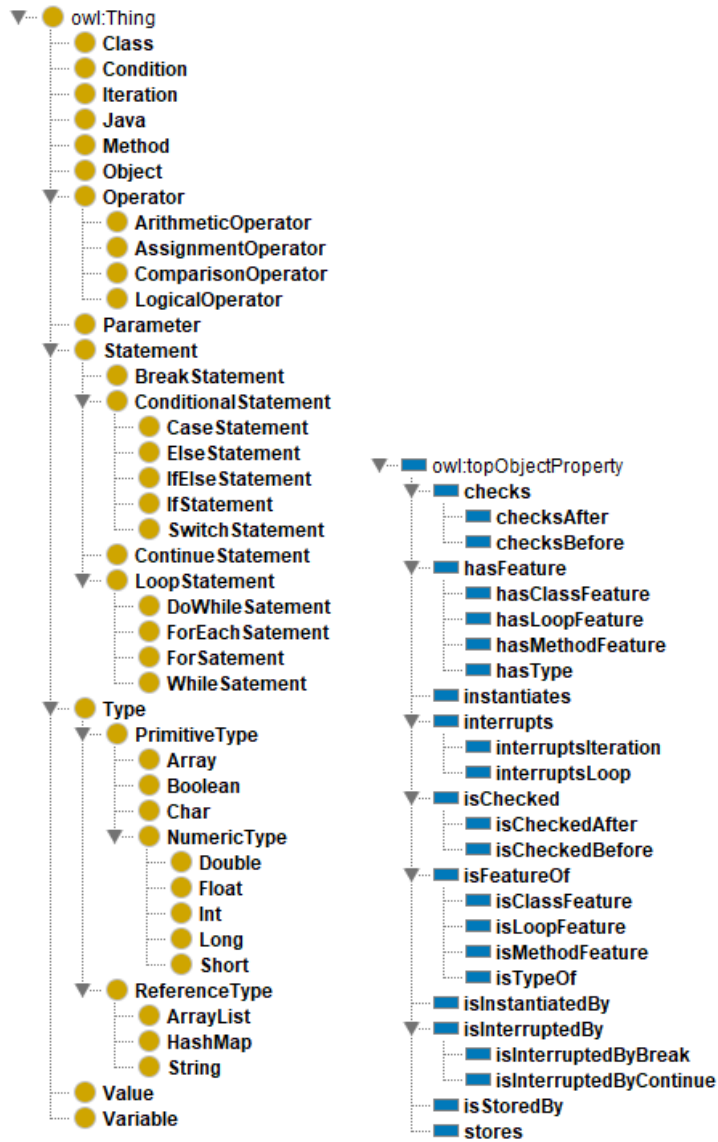 owl:Thing
Class
Condition
Iteration
Java
Method
Object
Operator
ArithmeticOperator
AssignmentOperator
ComparisonOperator
LogicalOperator
Parameter
Statement
BreakStatement
ConditionalStatement
CaseStatement
ElseStatement
IfElseStatement
IfStatement
SwitchStatement
ContinueStatement
LoopStatement
DoWhileSatement
ForEachSatement
ForSatement
WhileSatement
Type
PrimitiveType
Array
Boolean
Char
NumericType
Double
Float
Int
Long
Short
ReferenceType
ArrayList
HashMap
String
Value
Variable
owl:topObjectProperty
checks
checksAfter
checksBefore
hasFeature
hasClassFeature
hasLoopFeature
hasMethodFeature
hasType
instantiates
interrupts
interruptsIteration
interruptsLoop
isChecked
isCheckedAfter
isCheckedBefore
isFeatureOf
isClassFeature
isLoopFeature
isMethodFeature
isTypeOf
isInstantiatedBy
isInterruptedBy
isInterruptedByBreak
isInterruptedByContinue
isStoredBy
stores